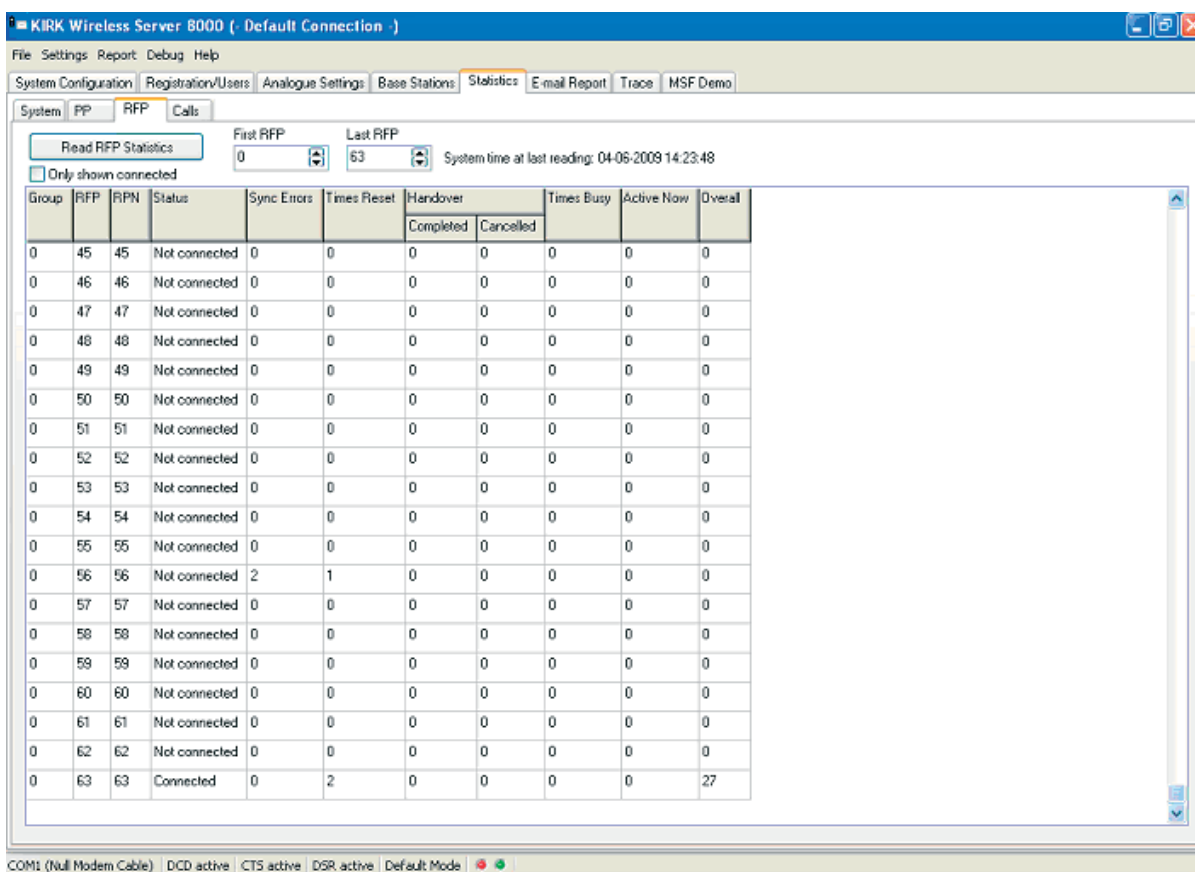 KIRK Wireless Server 8000 (- Default Connection -)
File Settings Report Debug Help
System Configuration Registration/Users Analogue Settings Base Stations Statistics E-mail Report Trace MSF Demo
System PP RFP Calls
First RFP Last RFP
Read RFP Statistics 0 63 System time at last reading: 04-06-2009 14:23:48
Only shown connected
Group RFP RPN Status Sync Errors Times Reset Handover Times Busy Active Now Overall
Completed Cancelled
0 45 45 Not connected 0 0 0 0 0 0 0
0 46 46 Not connected 0 0 0 0 0 0 0
0 47 47 Not connected 0 0 0 0 0 0 0
0 48 48 Not connected 0 0 0 0 0 0 0
0 49 49 Not connected 0 0 0 0 0 0 0
0 50 50 Not connected 0 0 0 0 0 0 0
0 51 51 Not connected 0 0 0 0 0 0 0
0 52 52 Not connected 0 0 0 0 0 0 0
0 53 53 Not connected 0 0 0 0 0 0 0
0 54 54 Not connected 0 0 0 0 0 0 0
0 55 55 Not connected 0 0 0 0 0 0 0
0 56 56 Not connected 2 1 0 0 0 0 0
0 57 57 Not connected 0 0 0 0 0 0 0
0 58 58 Not connected 0 0 0 0 0 0 0
0 59 59 Not connected 0 0 0 0 0 0 0
0 60 60 Not connected 0 0 0 0 0 0 0
0 61 61 Not connected 0 0 0 0 0 0 0
0 62 62 Not connected 0 0 0 0 0 0 0
0 63 63 Connected 0 2 0 0 0 0 27
COM1 (Null Modem Cable) DCD active CTS active DSR active Default Mode